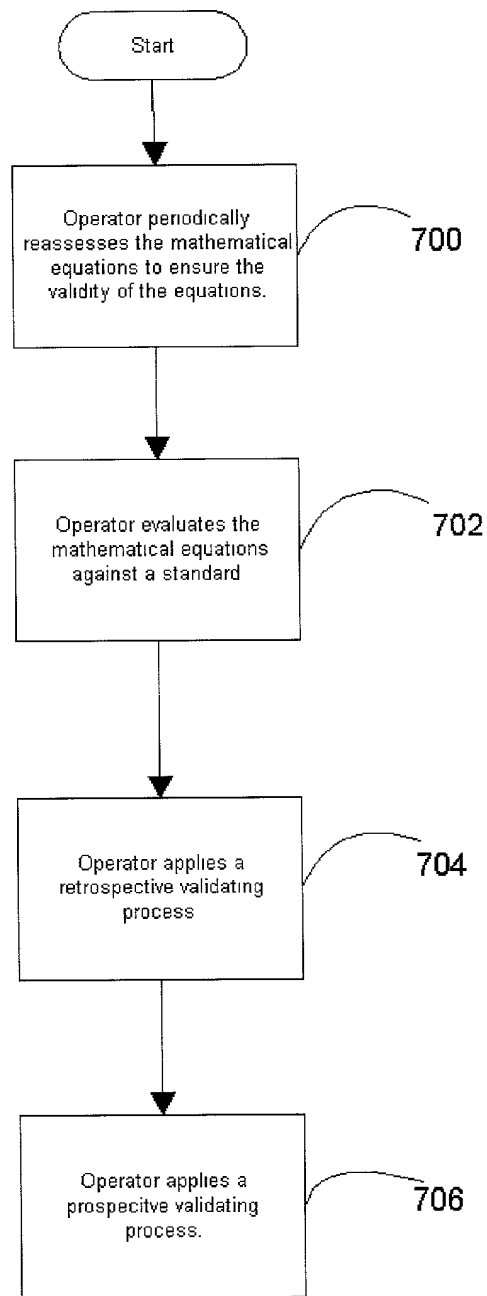 Start
Operator periodically
reassesses the mathematical
equations to ensure the
validity of the equations.
700
Operator evaluates the
mathematical equations
against a standard
702
Operator applies a
retrospective validating
process
704
Operator applies a
prospecitve validating
process.
706